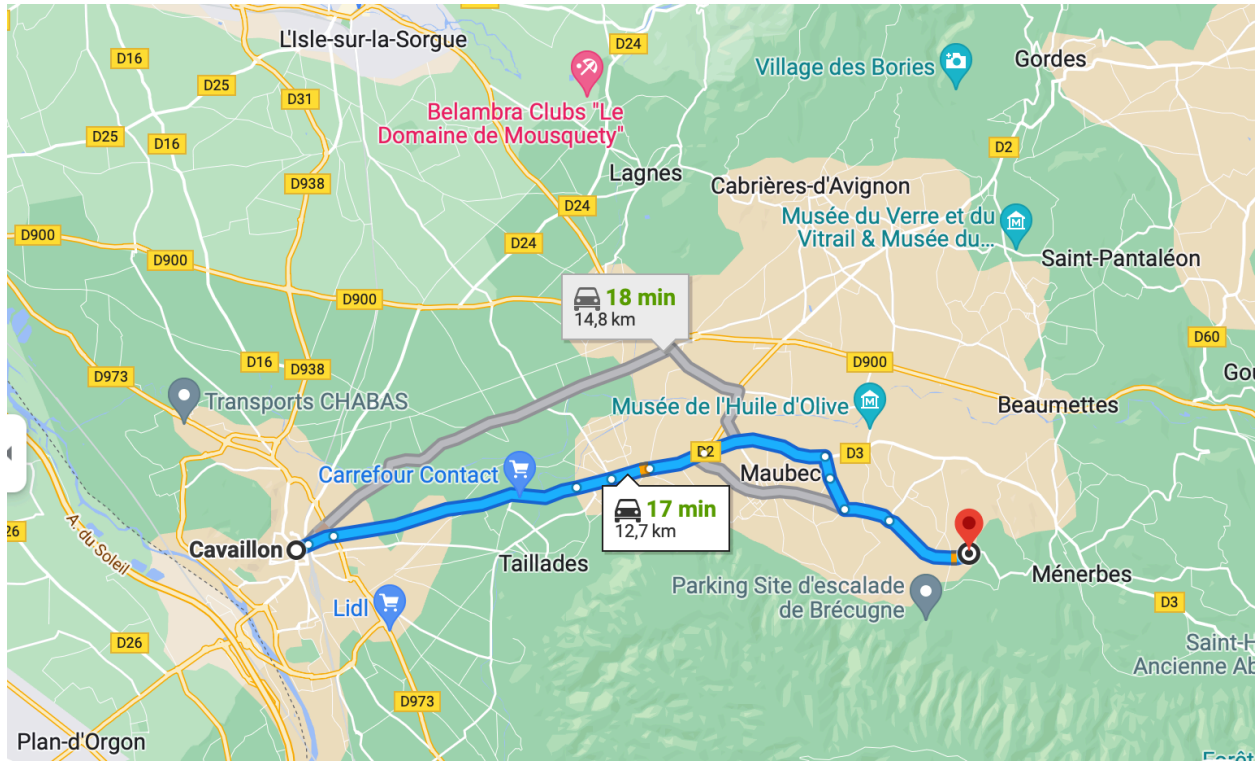 L'Isle-sur-la-Sorgue
D24
D16
Village des Bories
Gordes
D25
D31
Belambra Clubs "Le
Domaine de Mousquety"
D25
D16
D2
Lagnes
D938
Cabrières-d'Avignon
D24
Musée du Verre et du
Vitrail & Musée du...
D900
D24
D900
Saint-Pantaléon
D900
18 min
14,8 km
D60
D16
D938
D900
D973
Gou
Transports CHABAS
Musée de l'Huile d'Olive
Beaumettes
D2
D3
Carrefour Contact
Maubec
17 min
12,7 km
26
A. du Soleil
Cavaillon
Taillades
Ménerbes
Parking Site d'escalade
de Brécugne
Lidl
D3
D26
Saint-H
Ancienne Ab
D973
Plan-d'Orgon
Forêt